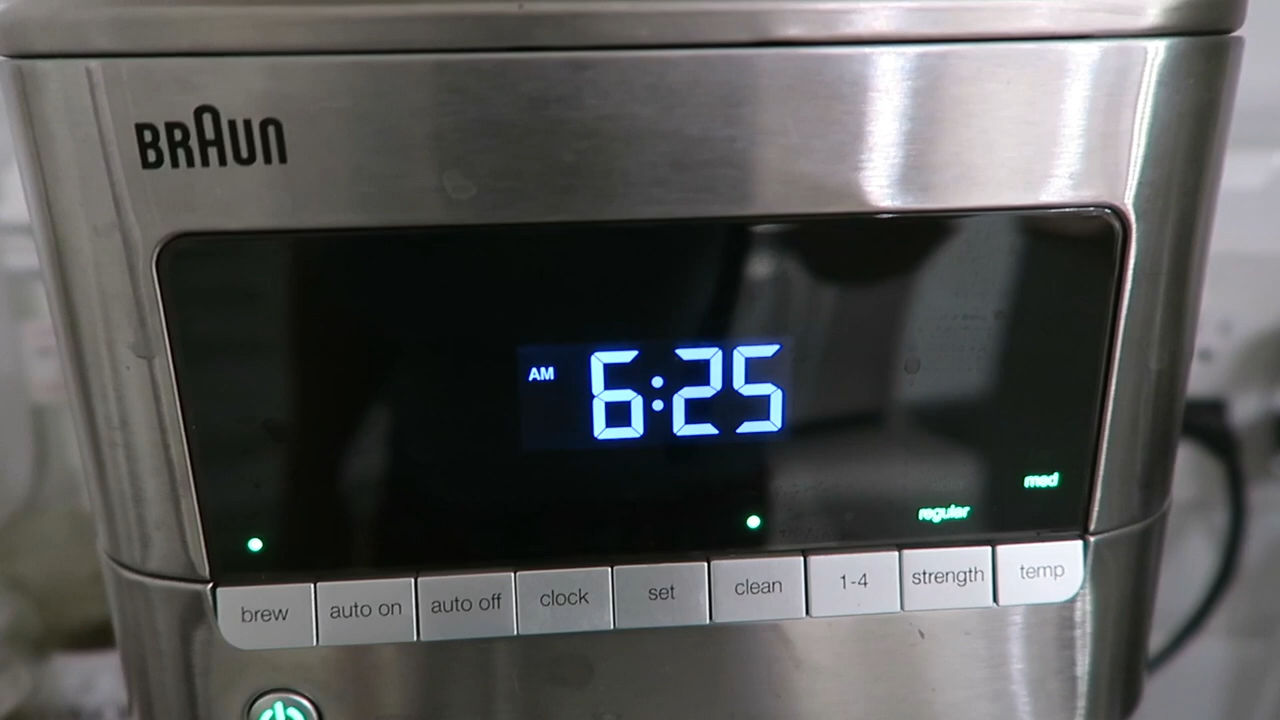 BRAUN
AM 6:25
med
regular
brew auto on auto off clock set clean 1-4 strength temp